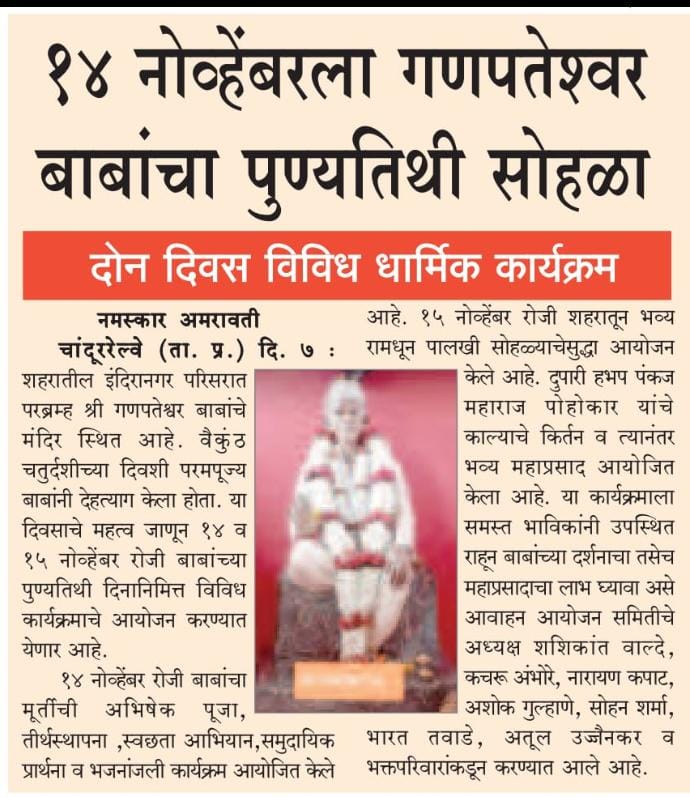 १४ नोव्हेंबरला गणपतेश्वर
बाबांचा पुण्यतिथी सोहळा
दोन दिवस विविध धार्मिक कार्यक्रम
नमस्कार अमरावती
चांदूररेल्वे (ता. प्र.) दि. ७ :
शहरातील इंदिरानगर परिसरात
परब्रम्ह श्री गणपतेश्वर बाबांचे
मंदिर स्थित आहे. वैकुंठ
चतुर्दशीच्या दिवशी परमपूज्य
बाबांनी देहत्याग केला होता. या
दिवसाचे महत्व जाणून १४ व
१५ नोव्हेंबर रोजी बाबांच्या
पुण्यतिथी दिनानिमित्त विविध
कार्यक्रमाचे आयोजन करण्यात
येणार आहे.
१४ नोव्हेंबर रोजी बाबांचा
मूर्तीची अभिषेक पूजा,
तीर्थस्थापना ,स्वछता आभियान,समुदायिक
प्रार्थना व भजनांजली कार्यक्रम आयोजित केले
आहे. १५ नोव्हेंबर रोजी शहरातून भव्य
रामधून पालखी सोहळ्याचेसुद्धा आयोजन
केले आहे. दुपारी हभप पंकज
महाराज पोहोकार यांचे
काल्याचे किर्तन व त्यानंतर
भव्य महाप्रसाद आयोजित
केला आहे. या कार्यक्रमाला
समस्त भाविकांनी उपस्थित
राहून बाबांच्या दर्शनाचा तसेच
महाप्रसादाचा लाभ घ्यावा असे
आवाहन आयोजन समितीचे
अध्यक्ष शशिकांत वाल्दे,
कचरू अंभोरे, नारायण कपाट,
अशोक गुल्हाणे, सोहन शर्मा,
भारत तवाडे, अतूल उज्जैनकर व
भक्तपरिवारांकडून करण्यात आले आहे.